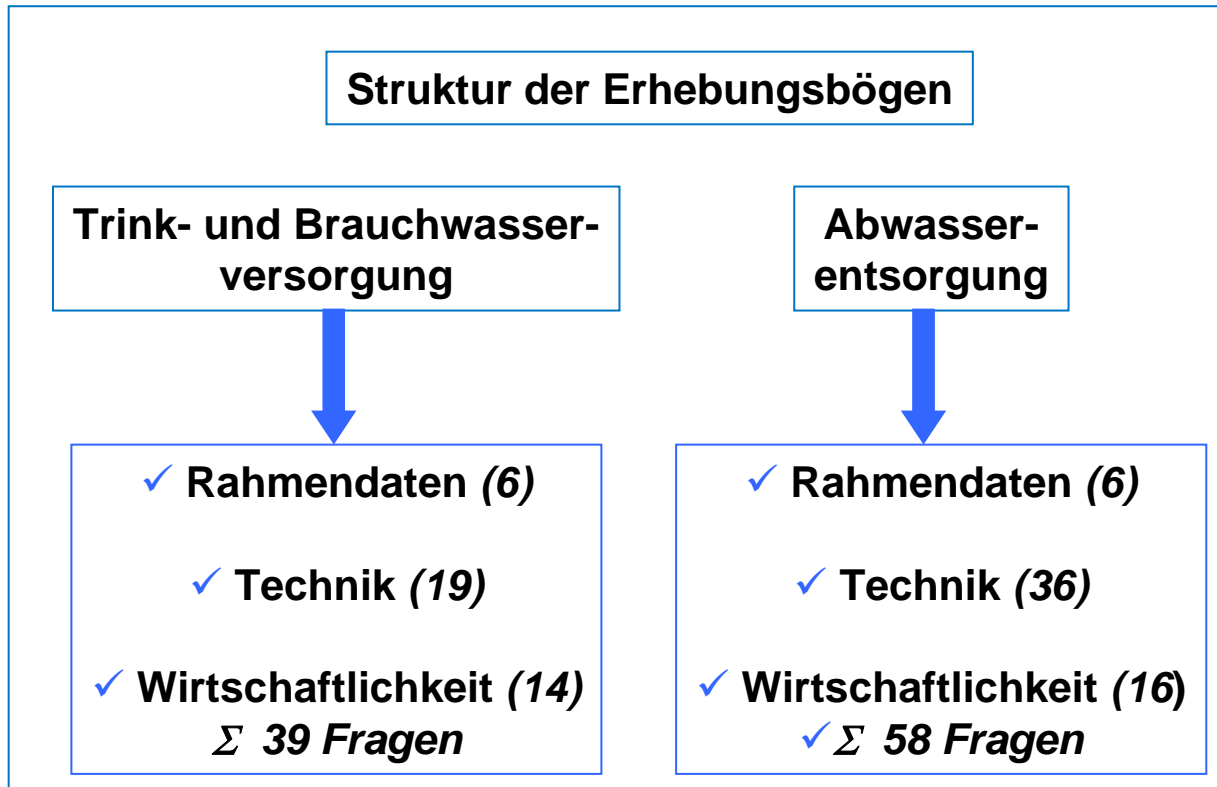 Struktur der Erhebungsbögen
Trink- und Brauchwasser-
versorgung
✓ Rahmendaten (6)
✓ Technik (19)
✓ Wirtschaftlichkeit (14)
Σ 39 Fragen
Abwasser-
entsorgung
✓ Rahmendaten (6)
✓ Technik (36)
✓ Wirtschaftlichkeit (16)
✓ Σ 58 Fragen